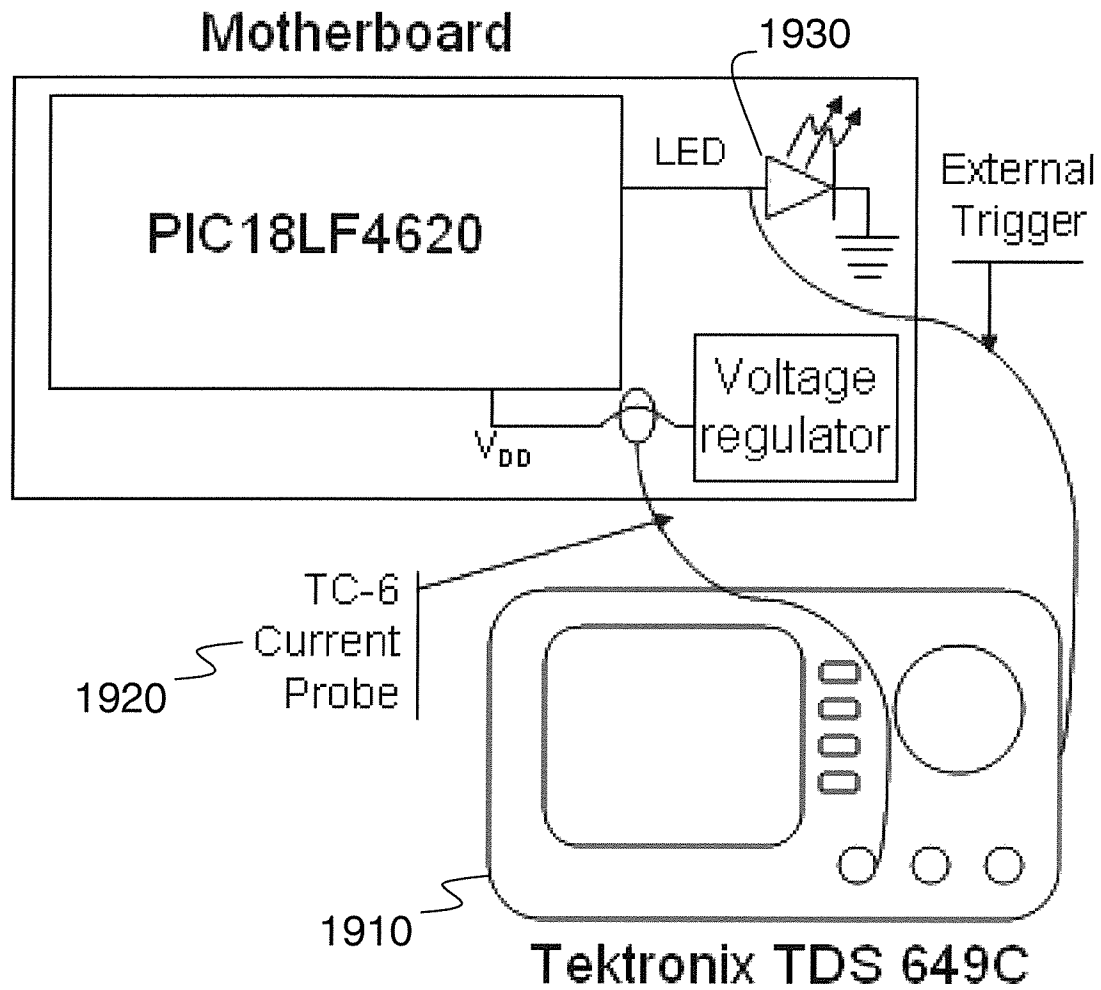 Motherboard
1930
LED
External
Trigger
PIC18LF4620
Voltage
regulator
VDD
TC-6
Current
Probe
1920
1910
Tektronix TDS 649C